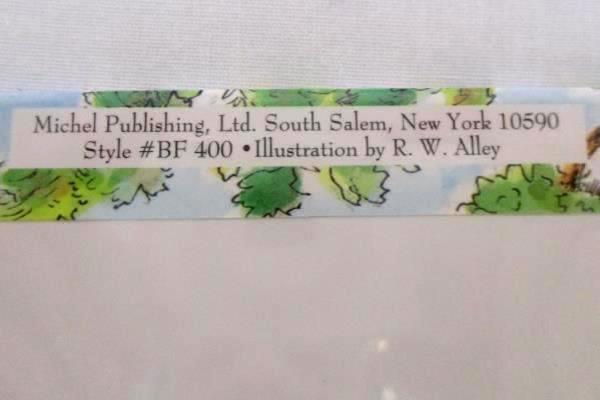 Michel Publishing, Ltd. South Salem, New York 10590
Style #BF 400 • Illustration by R. W. Alley